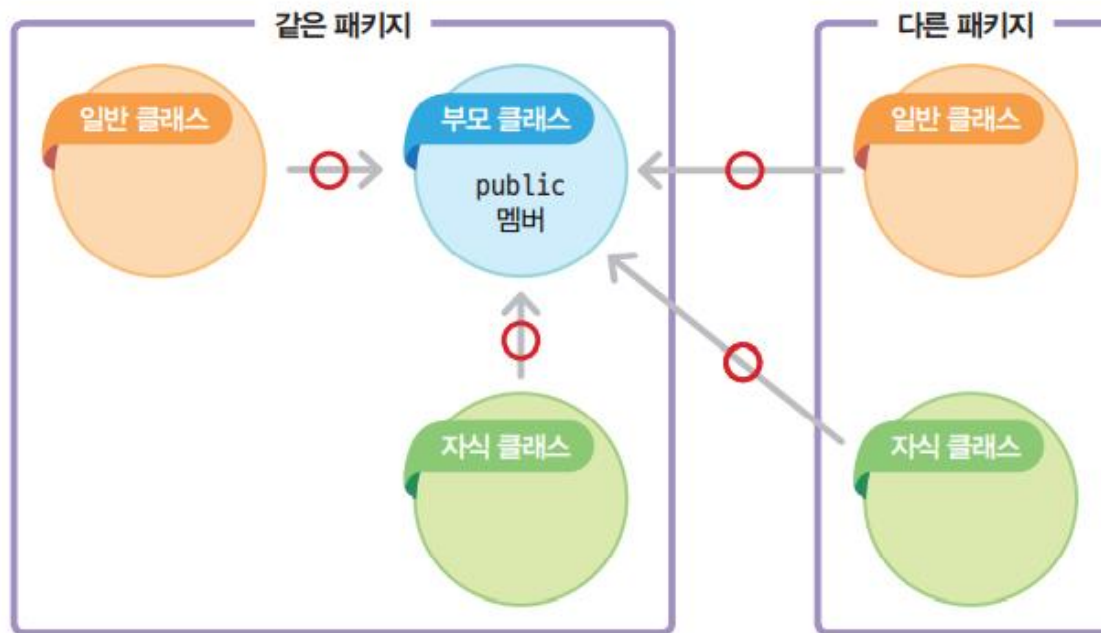 같은 패키지
다른 패키지
일반 클래스
부모 클래스
일반 클래스
public
멤버
자식 클래스
자식 클래스